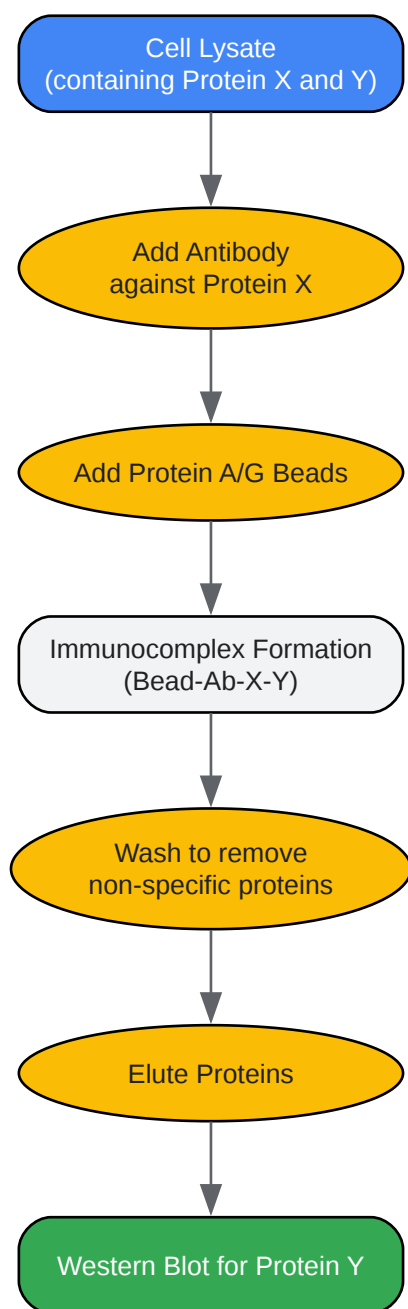 Cell Lysate
(containing Protein X and Y)
Add Antibody
against Protein X
Add Protein A/G Beads
Immunocomplex Formation
(Bead-Ab-X-Y)
Wash to remove
non-specific proteins
Elute Proteins
Western Blot for Protein Y